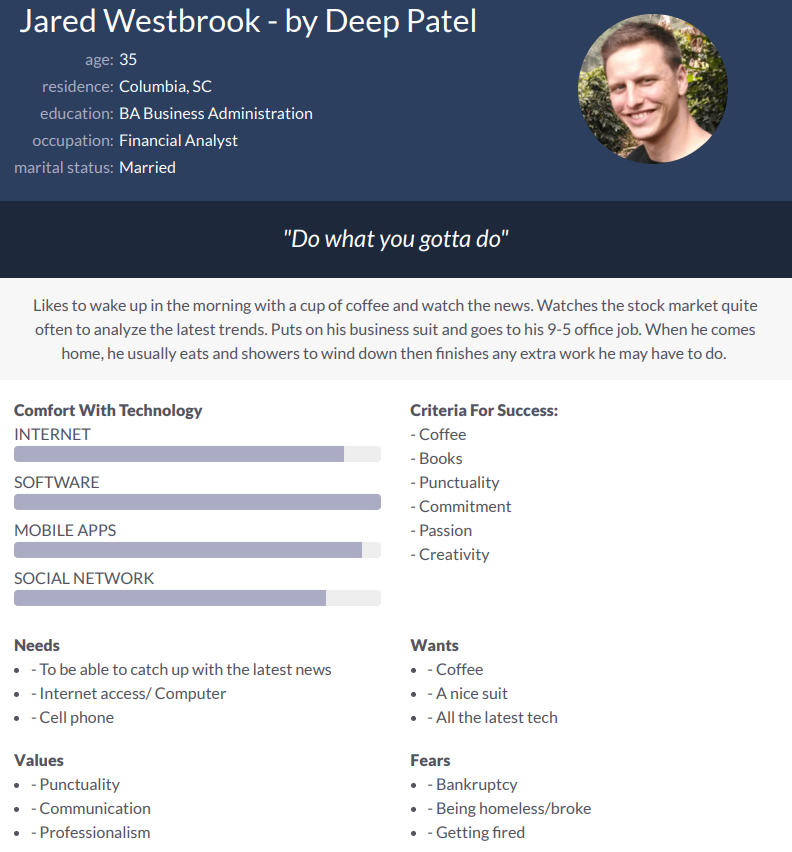 Jared Westbrook - by Deep Patel
age: 35
residence: Columbia, SC
education: BA Business Administration
occupation: Financial Analyst
marital status: Married
"Do what you gotta do"
Likes to wake up in the morning with a cup of coffee and watch the news. Watches the stock market quite
often to analyze the latest trends. Puts on his business suit and goes to his 9-5 office job. When he comes
home, he usually eats and showers to wind down then finishes any extra work he may have to do.
Comfort With Technology
INTERNET
SOFTWARE
MOBILE APPS
SOCIAL NETWORK
Criteria For Success:
- Coffee
- Books
- Punctuality
- Commitment
- Passion
- Creativity
Needs
• - To be able to catch up with the latest news
• - Internet access/ Computer
• - Cell phone
Wants
• - Coffee
• - A nice suit
• - All the latest tech
Values
• - Punctuality
• - Communication
• - Professionalism
Fears
• - Bankruptcy
• - Being homeless/broke
• - Getting fired